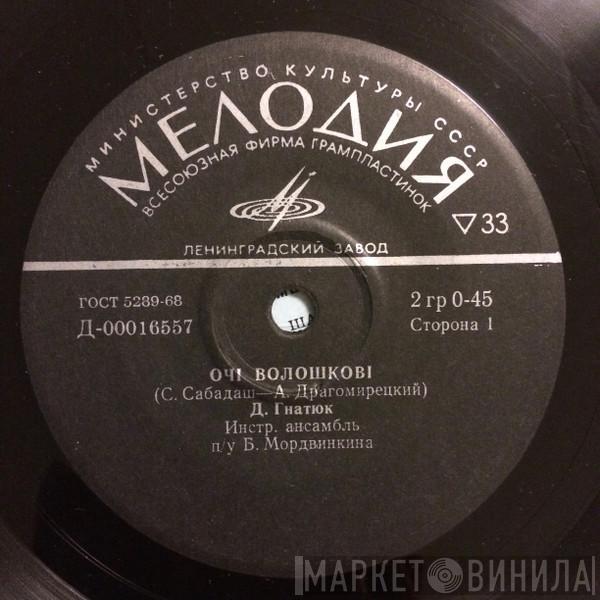 МИНИСТЕРСТВО КУЛЬТУРЫ СССР
МЕЛОДИЯ
ВСЕСОЮЗНАЯ ФИРМА ГРАМПЛАСТИНОК
▽33
ЛЕНИНГРАДСКИЙ ЗАВОД
ГОСТ 5289-68
Д-00016557
2 гр 0-45
Сторона 1
ОЧІ ВОЛОШКОВІ
(С. Сабадаш—А. Драгомирецкий)
Д. Гнатюк
Инстр. ансамбль
п/у Б. Мордвинкина
МАРКЕТ ВИНИЛА